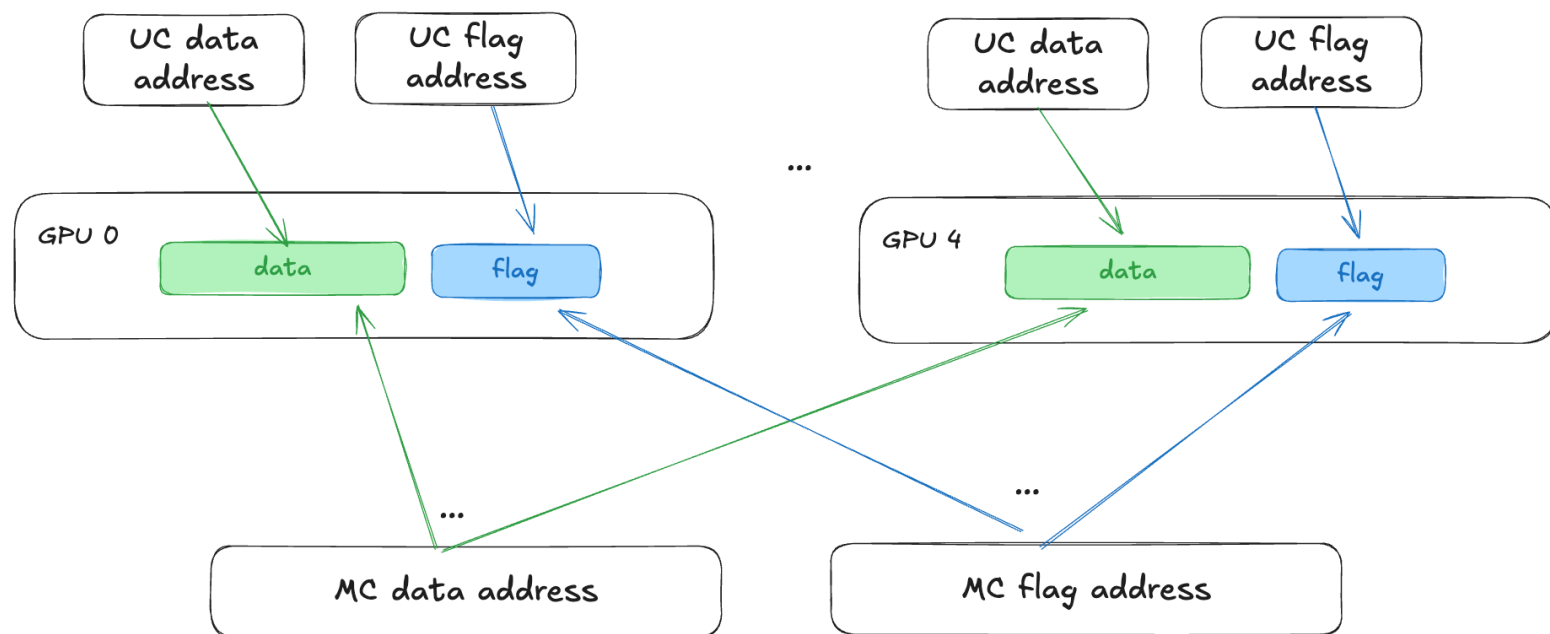 UC data
address
UC flag
address
UC data
address
UC flag
address
...
GPU 0
data
flag
GPU 4
data
flag
...
...
MC data address
MC flag address